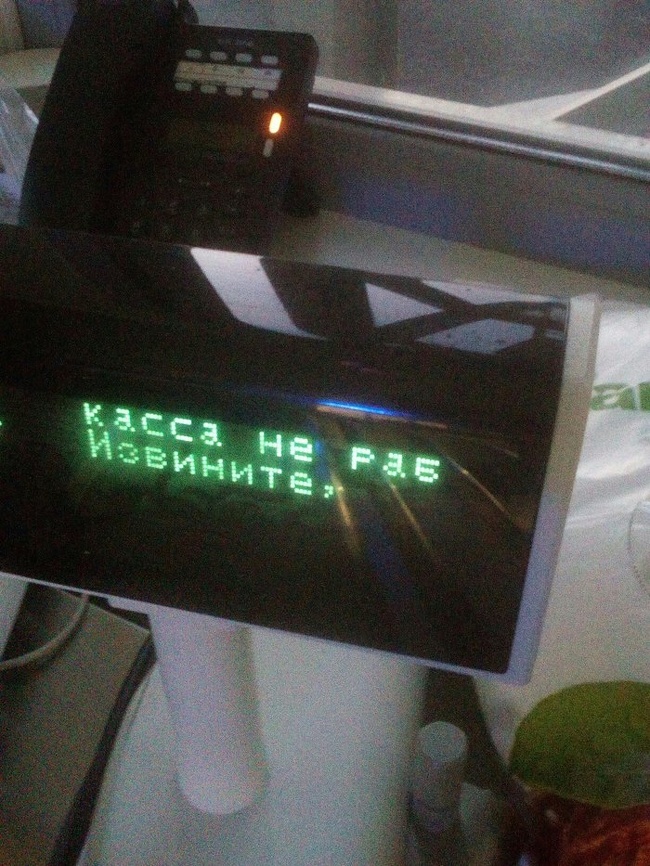 касса не раб
Извините,